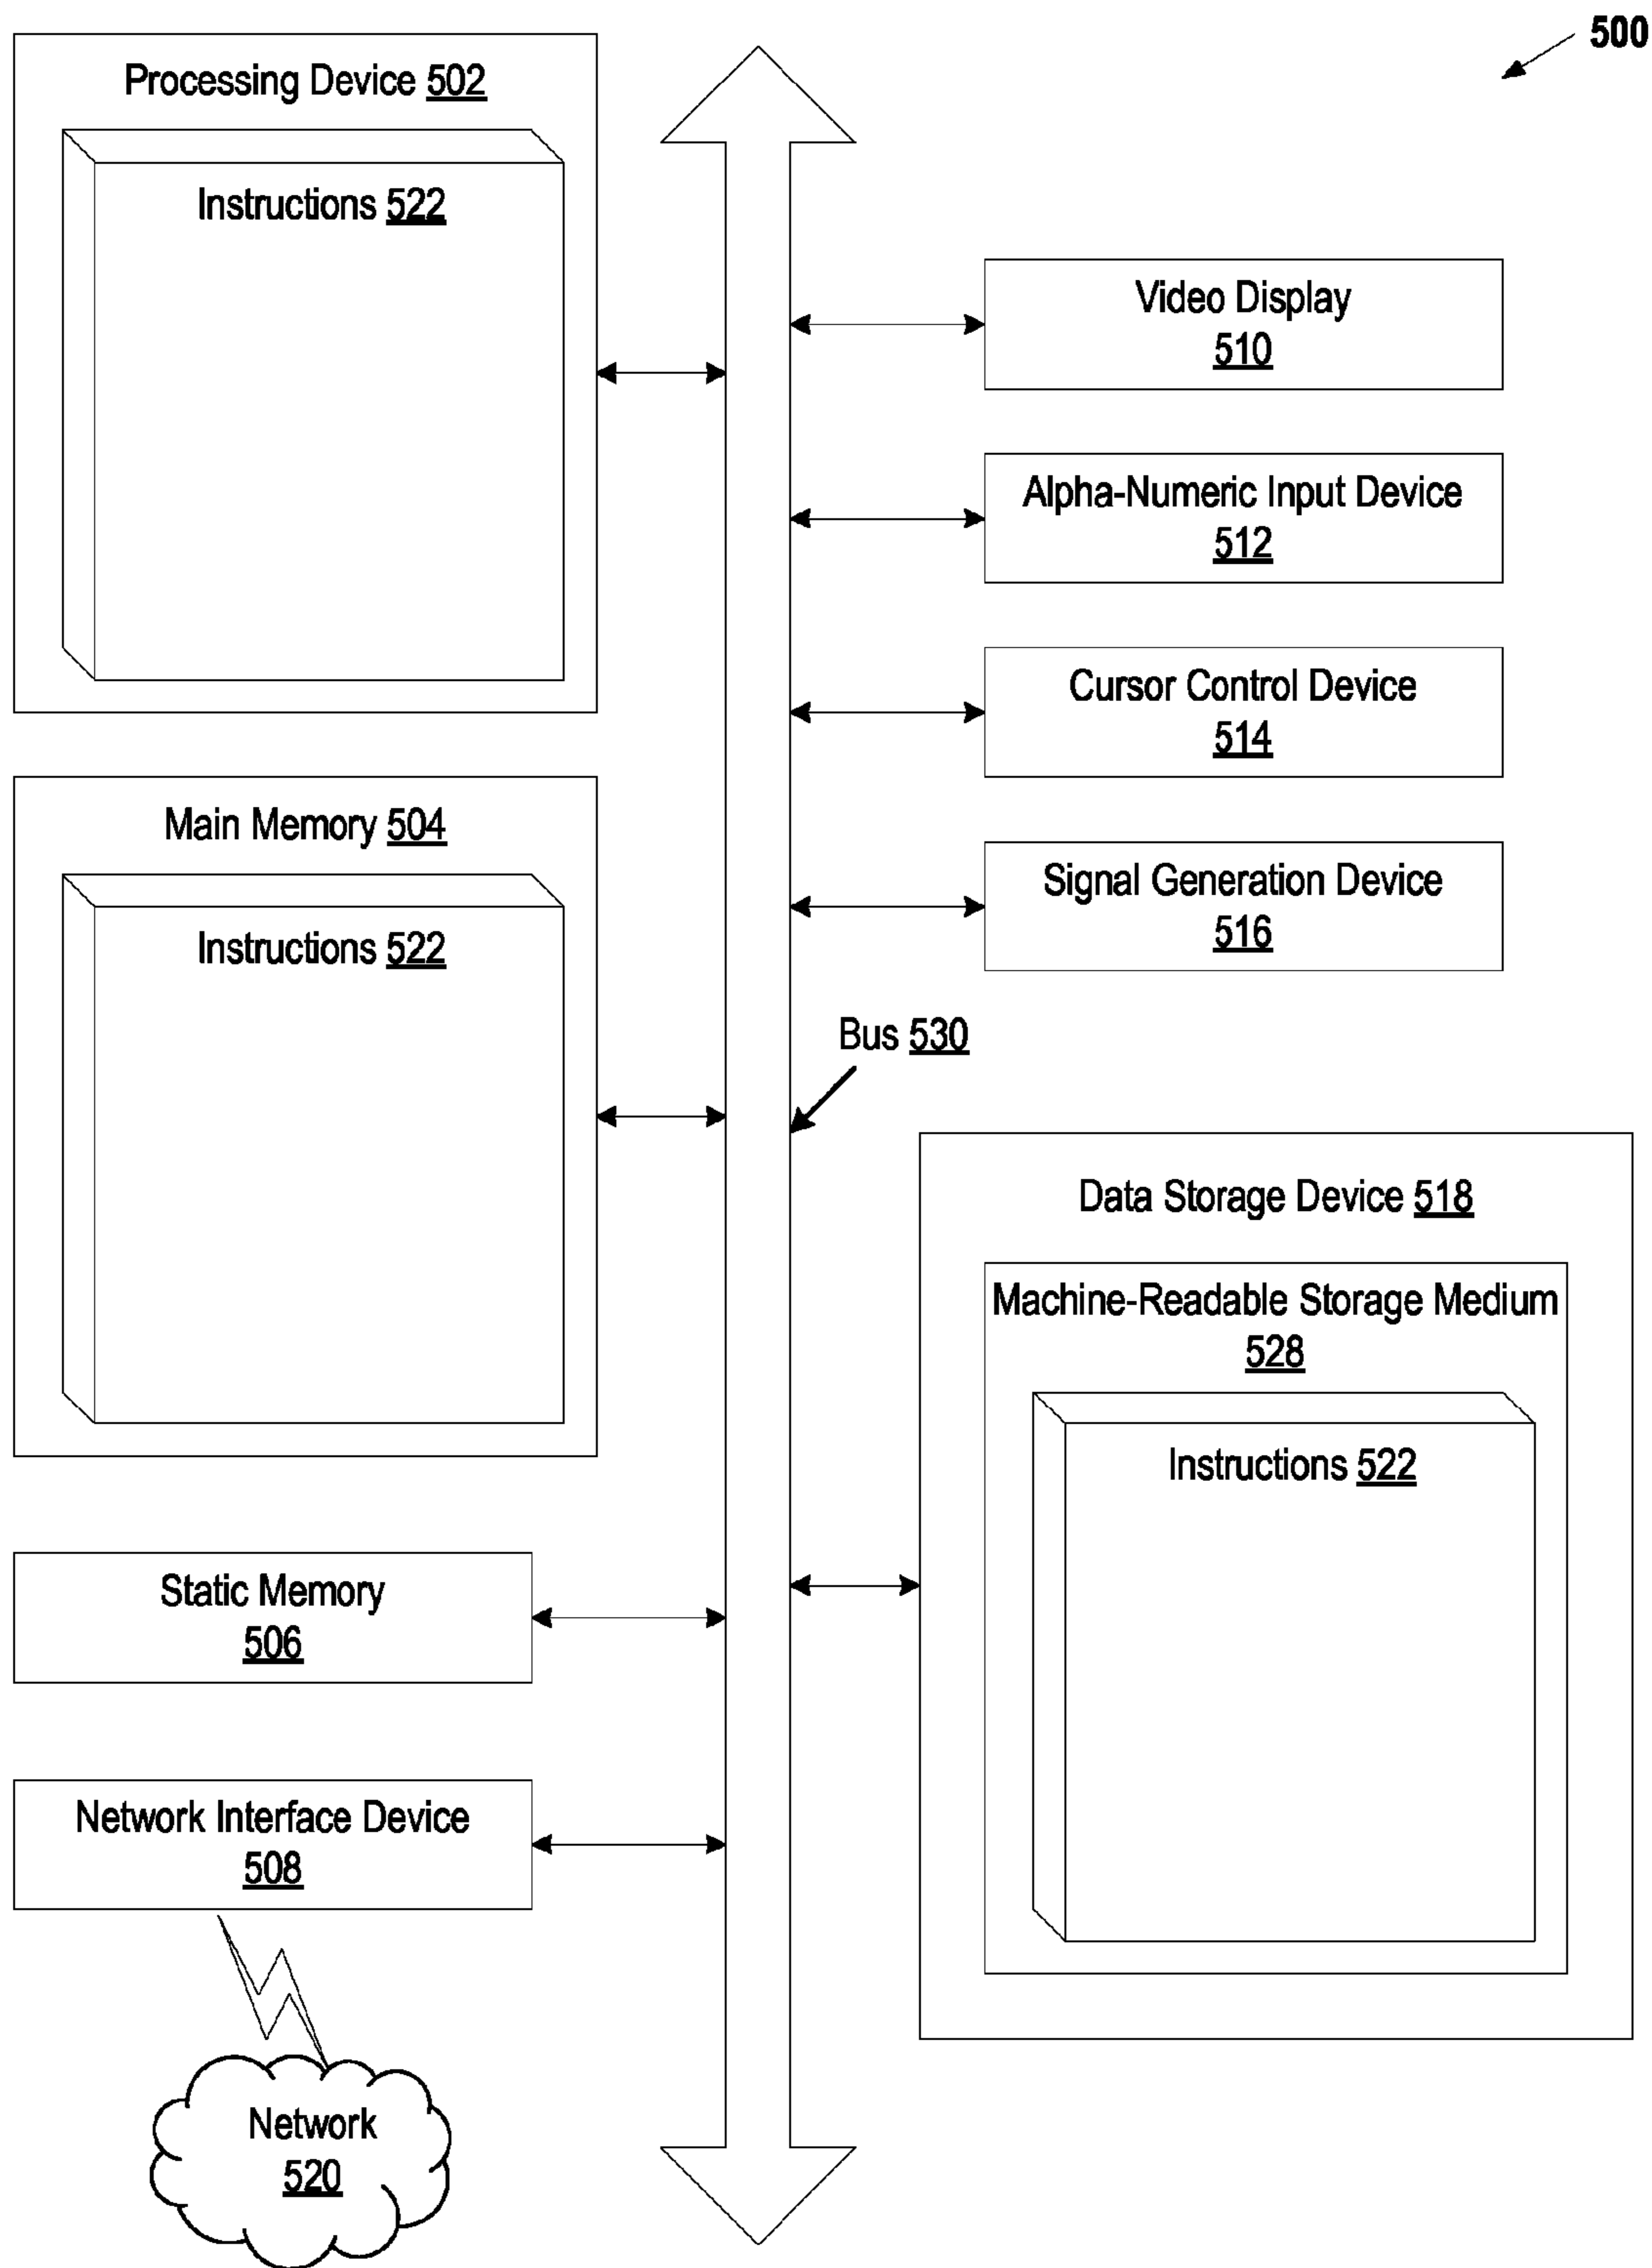 500
Processing Device 502
Instructions 522
Video Display
510
Alpha-Numeric Input Device
512
Cursor Control Device
514
Main Memory 504
Instructions 522
Signal Generation Device
516
Bus 530
Data Storage Device 518
Machine-Readable Storage Medium
528
Instructions 522
Static Memory
506
Network Interface Device
508
Network
520